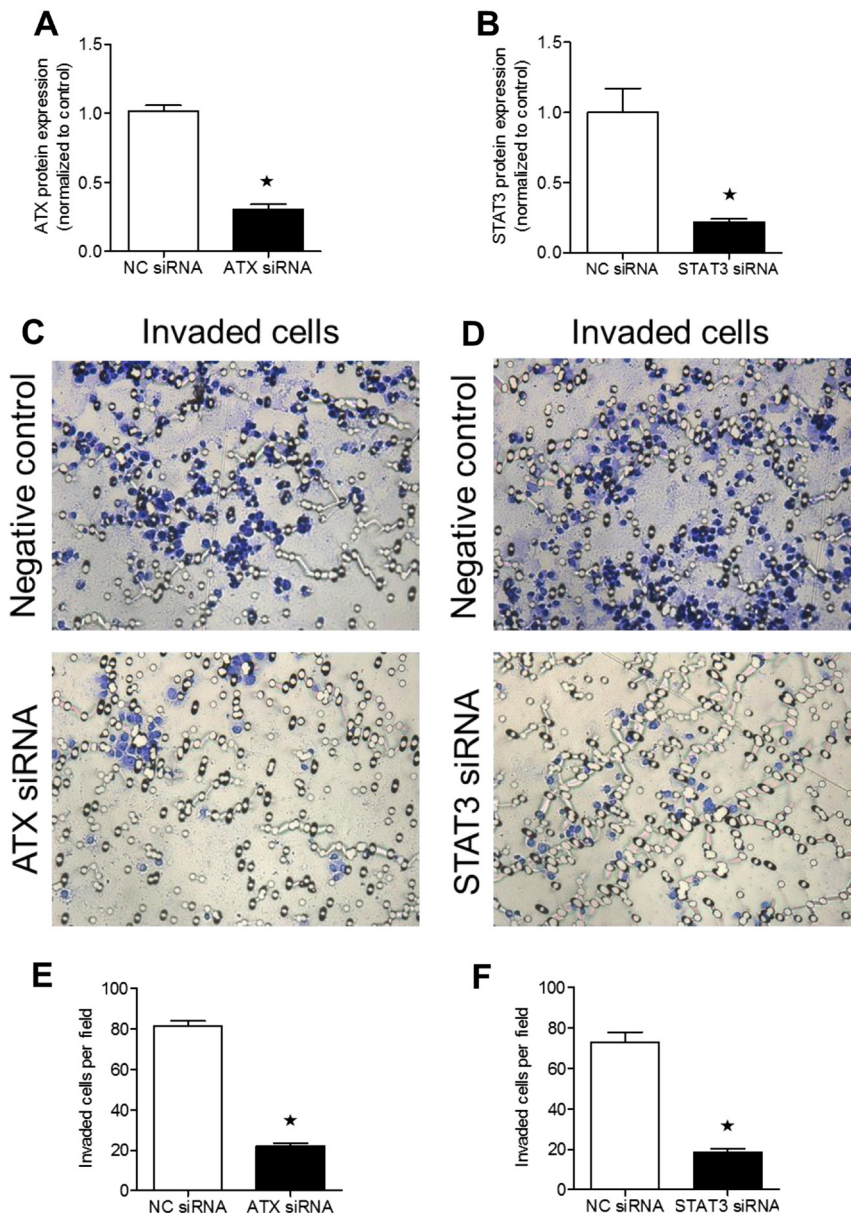 A
ATX protein expression
(normalized to control)
1.5
1.0
0.5
0.0
★
NC siRNA ATX siRNA
B
STAT3 protein expression
(normalized to control)
1.5
1.0
0.5
0.0
★
NC siRNA STAT3 siRNA
C
Invaded cells
Negative control
ATX siRNA
D
Invaded cells
Negative control
STAT3 siRNA
E
Invaded cells per field
100
80
60
40
20
0
★
NC siRNA ATX siRNA
F
Invaded cells per field
100
80
60
40
20
0
★
NC siRNA STAT3 siRNA